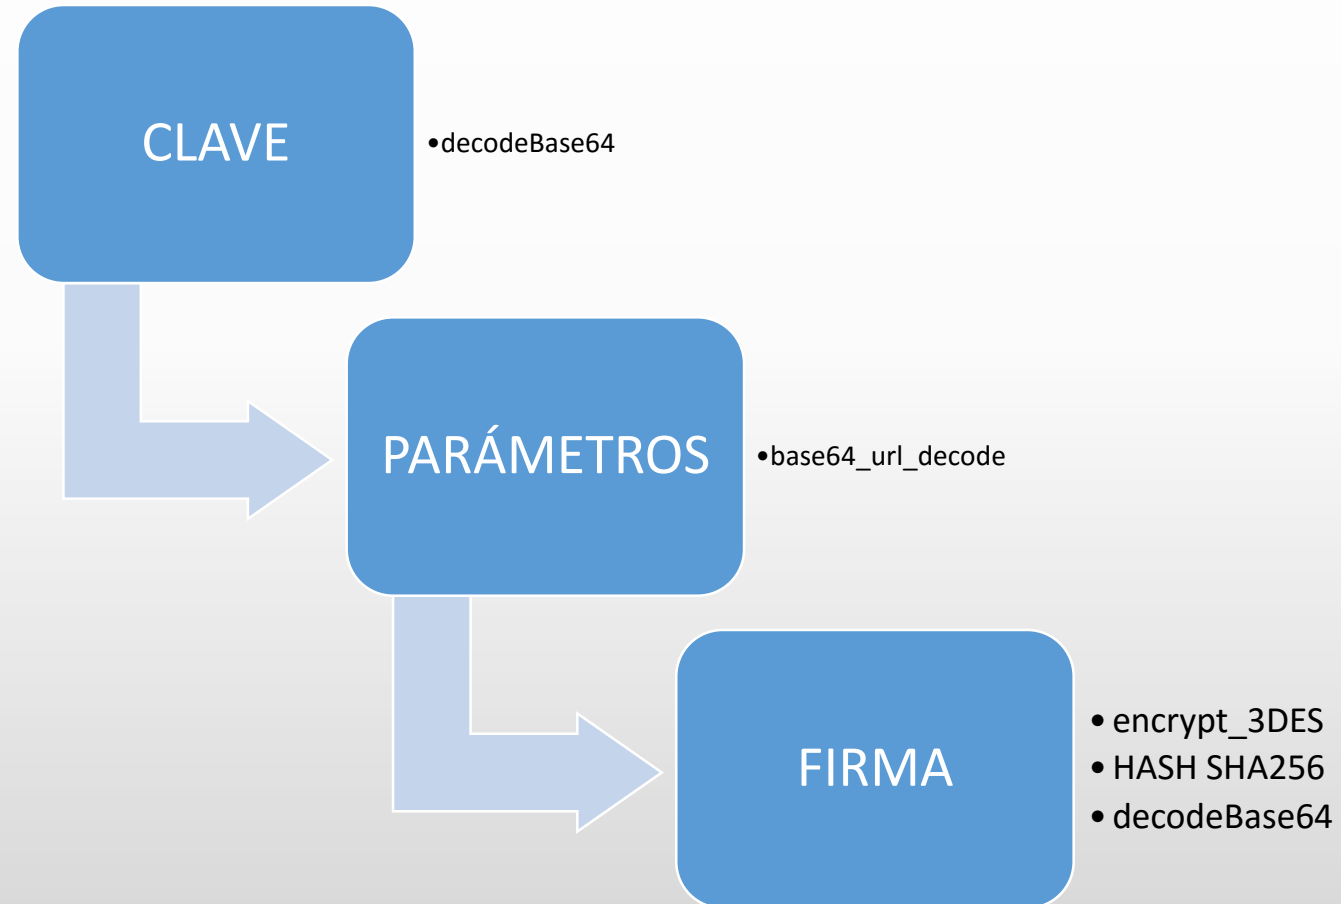 CLAVE
•decodeBase64
PARÁMETROS
•base64_url_decode
FIRMA
• encrypt_3DES
• HASH SHA256
• decodeBase64